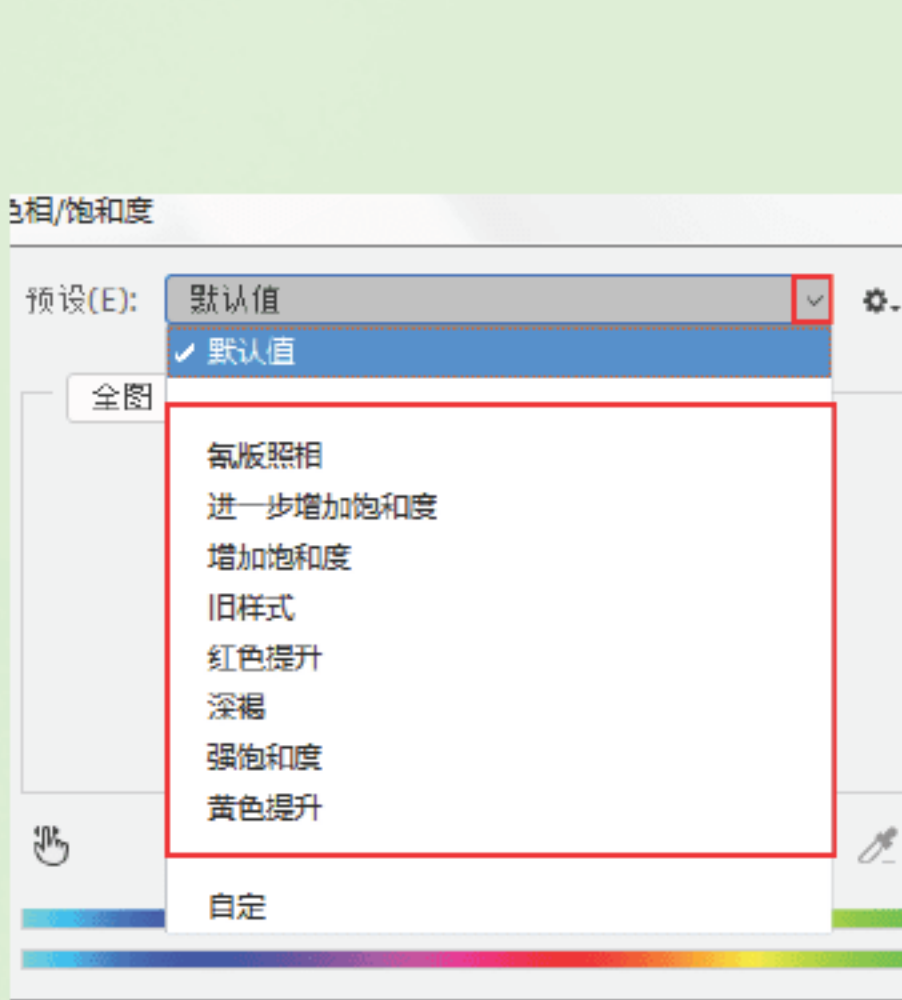 色相/饱和度
预设(E): 默认值
默认值
全图
氰版照相
进一步增加饱和度
增加饱和度
旧样式
红色提升
深褐
强饱和度
黄色提升
自定